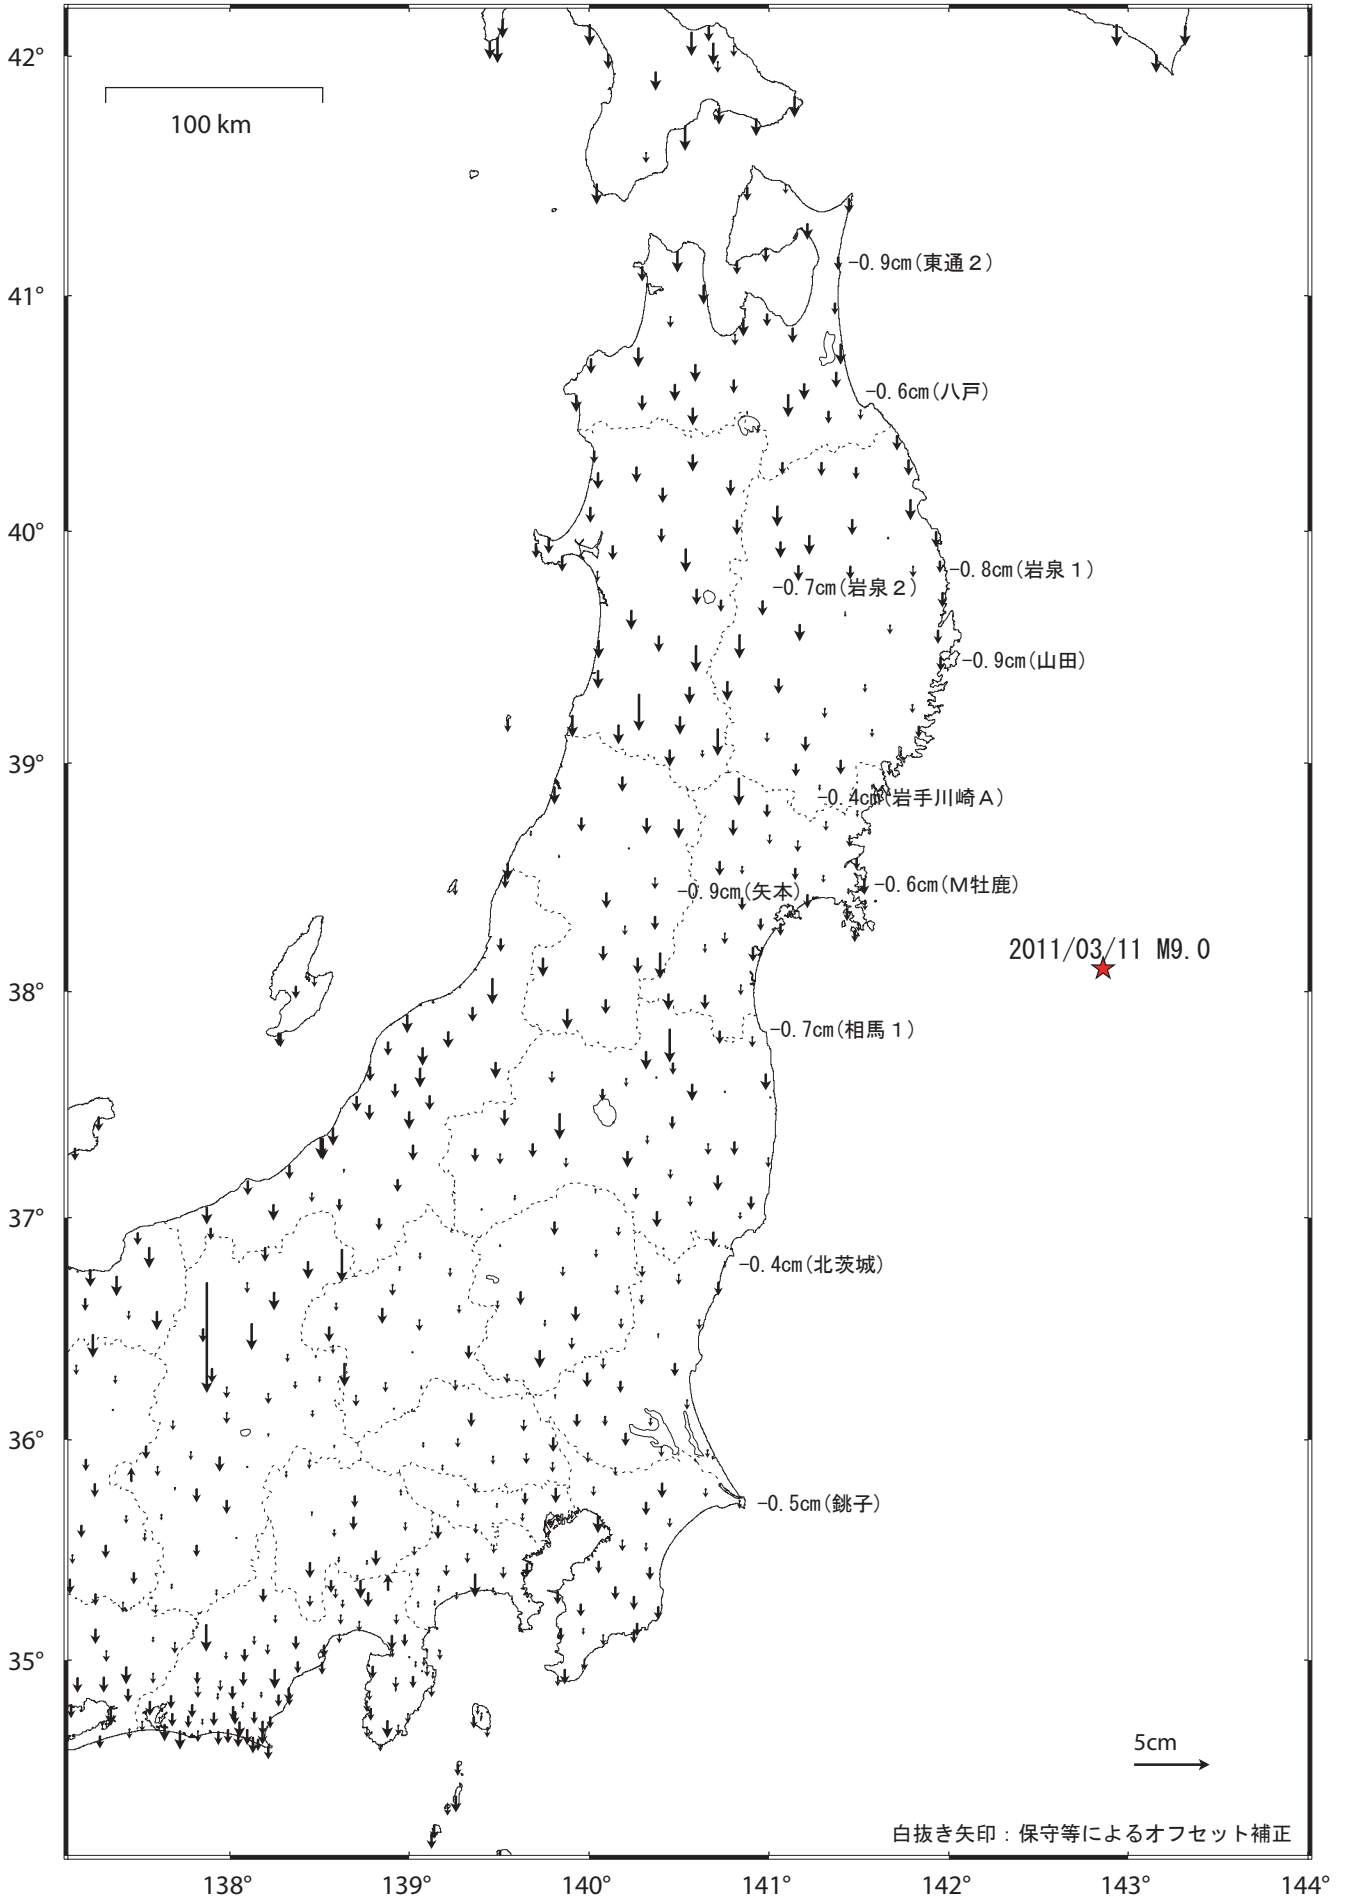 42°
100 km
-0.9cm(東通２)
41°
-0.6cm(八戸)
40°
-0.8cm(岩泉１)
-0.7cm(岩泉２)
-0.9cm(山田)
39°
-0.4cm(岩手川崎Ａ)
-0.6cm(Ｍ牡鹿)
-0.9cm(矢本)
2011/03/11 M9.0
38°
-0.7cm(相馬１)
37°
-0.4cm(北茨城)
36°
-0.5cm(銚子)
35°
5cm
白抜き矢印：保守等によるオフセット補正
138° 139° 140° 141° 142° 143° 144°